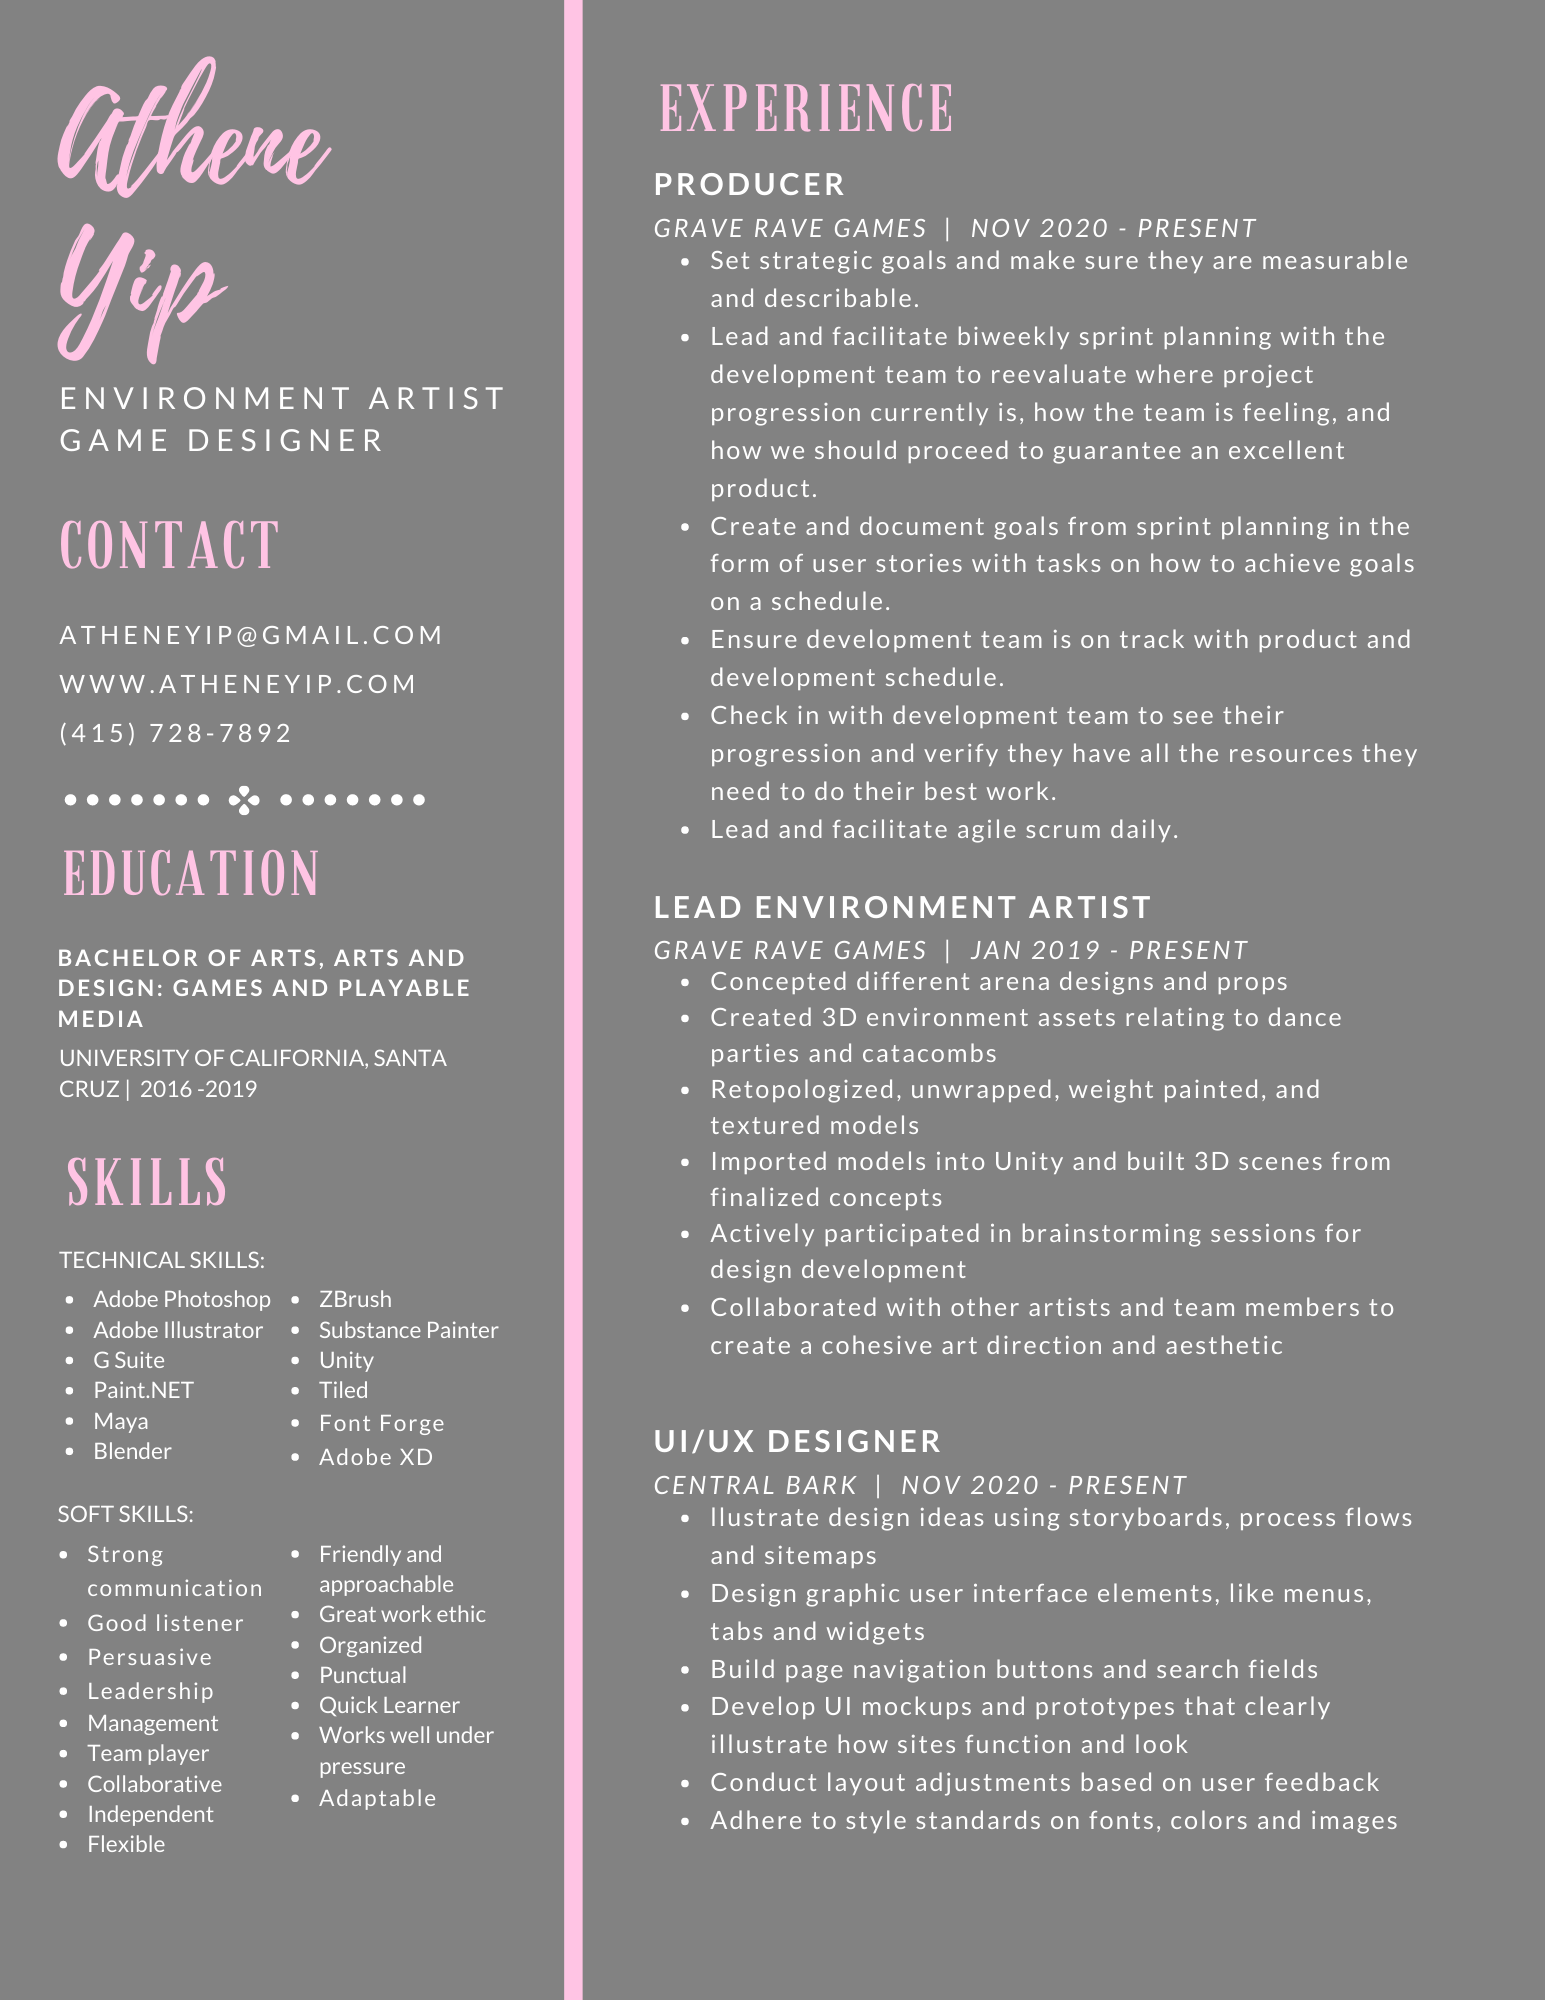 Athene
Yip
ENVIRONMENT ARTIST
GAME DESIGNER
CONTACT
ATHENEYIP@GMAIL.COM
WWW.ATHENEYIP.COM
(415) 728-7892
EDUCATION
BACHELOR OF ARTS, ARTS AND
DESIGN: GAMES AND PLAYABLE
MEDIA
UNIVERSITY OF CALIFORNIA, SANTA
CRUZ | 2016 -2019
SKILLS
TECHNICAL SKILLS:
• Adobe Photoshop
• Adobe Illustrator
• G Suite
• Paint.NET
• Maya
• Blender
• ZBrush
• Substance Painter
• Unity
• Tiled
• Font Forge
• Adobe XD
SOFT SKILLS:
• Strong
communication
• Good listener
• Persuasive
• Leadership
• Management
• Team player
• Collaborative
• Independent
• Flexible
• Friendly and
approachable
• Great work ethic
• Organized
• Punctual
• Quick Learner
• Works well under
pressure
• Adaptable
EXPERIENCE
PRODUCER
GRAVE RAVE GAMES | NOV 2020 - PRESENT
• Set strategic goals and make sure they are measurable
and describable.
• Lead and facilitate biweekly sprint planning with the
development team to reevaluate where project
progression currently is, how the team is feeling, and
how we should proceed to guarantee an excellent
product.
• Create and document goals from sprint planning in the
form of user stories with tasks on how to achieve goals
on a schedule.
• Ensure development team is on track with product and
development schedule.
• Check in with development team to see their
progression and verify they have all the resources they
need to do their best work.
• Lead and facilitate agile scrum daily.
LEAD ENVIRONMENT ARTIST
GRAVE RAVE GAMES | JAN 2019 - PRESENT
• Concepted different arena designs and props
• Created 3D environment assets relating to dance
parties and catacombs
• Retopologized, unwrapped, weight painted, and
textured models
• Imported models into Unity and built 3D scenes from
finalized concepts
• Actively participated in brainstorming sessions for
design development
• Collaborated with other artists and team members to
create a cohesive art direction and aesthetic
UI/UX DESIGNER
CENTRAL BARK | NOV 2020 - PRESENT
• llustrate design ideas using storyboards, process flows
and sitemaps
• Design graphic user interface elements, like menus,
tabs and widgets
• Build page navigation buttons and search fields
• Develop UI mockups and prototypes that clearly
illustrate how sites function and look
• Conduct layout adjustments based on user feedback
• Adhere to style standards on fonts, colors and images